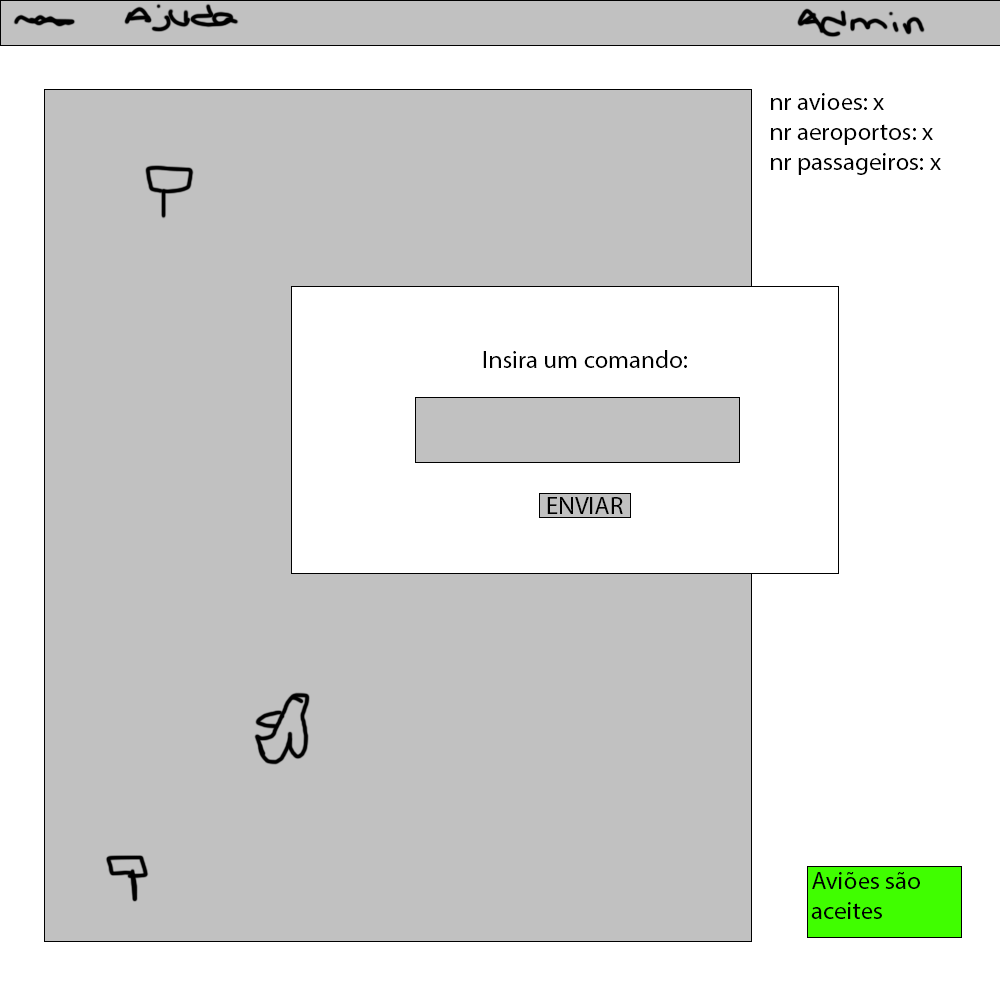 Ajuda
Admin
nr avioes: x
nr aeroportos: x
nr passageiros: x
Insira um comando:
ENVIAR
Aviões são
aceites